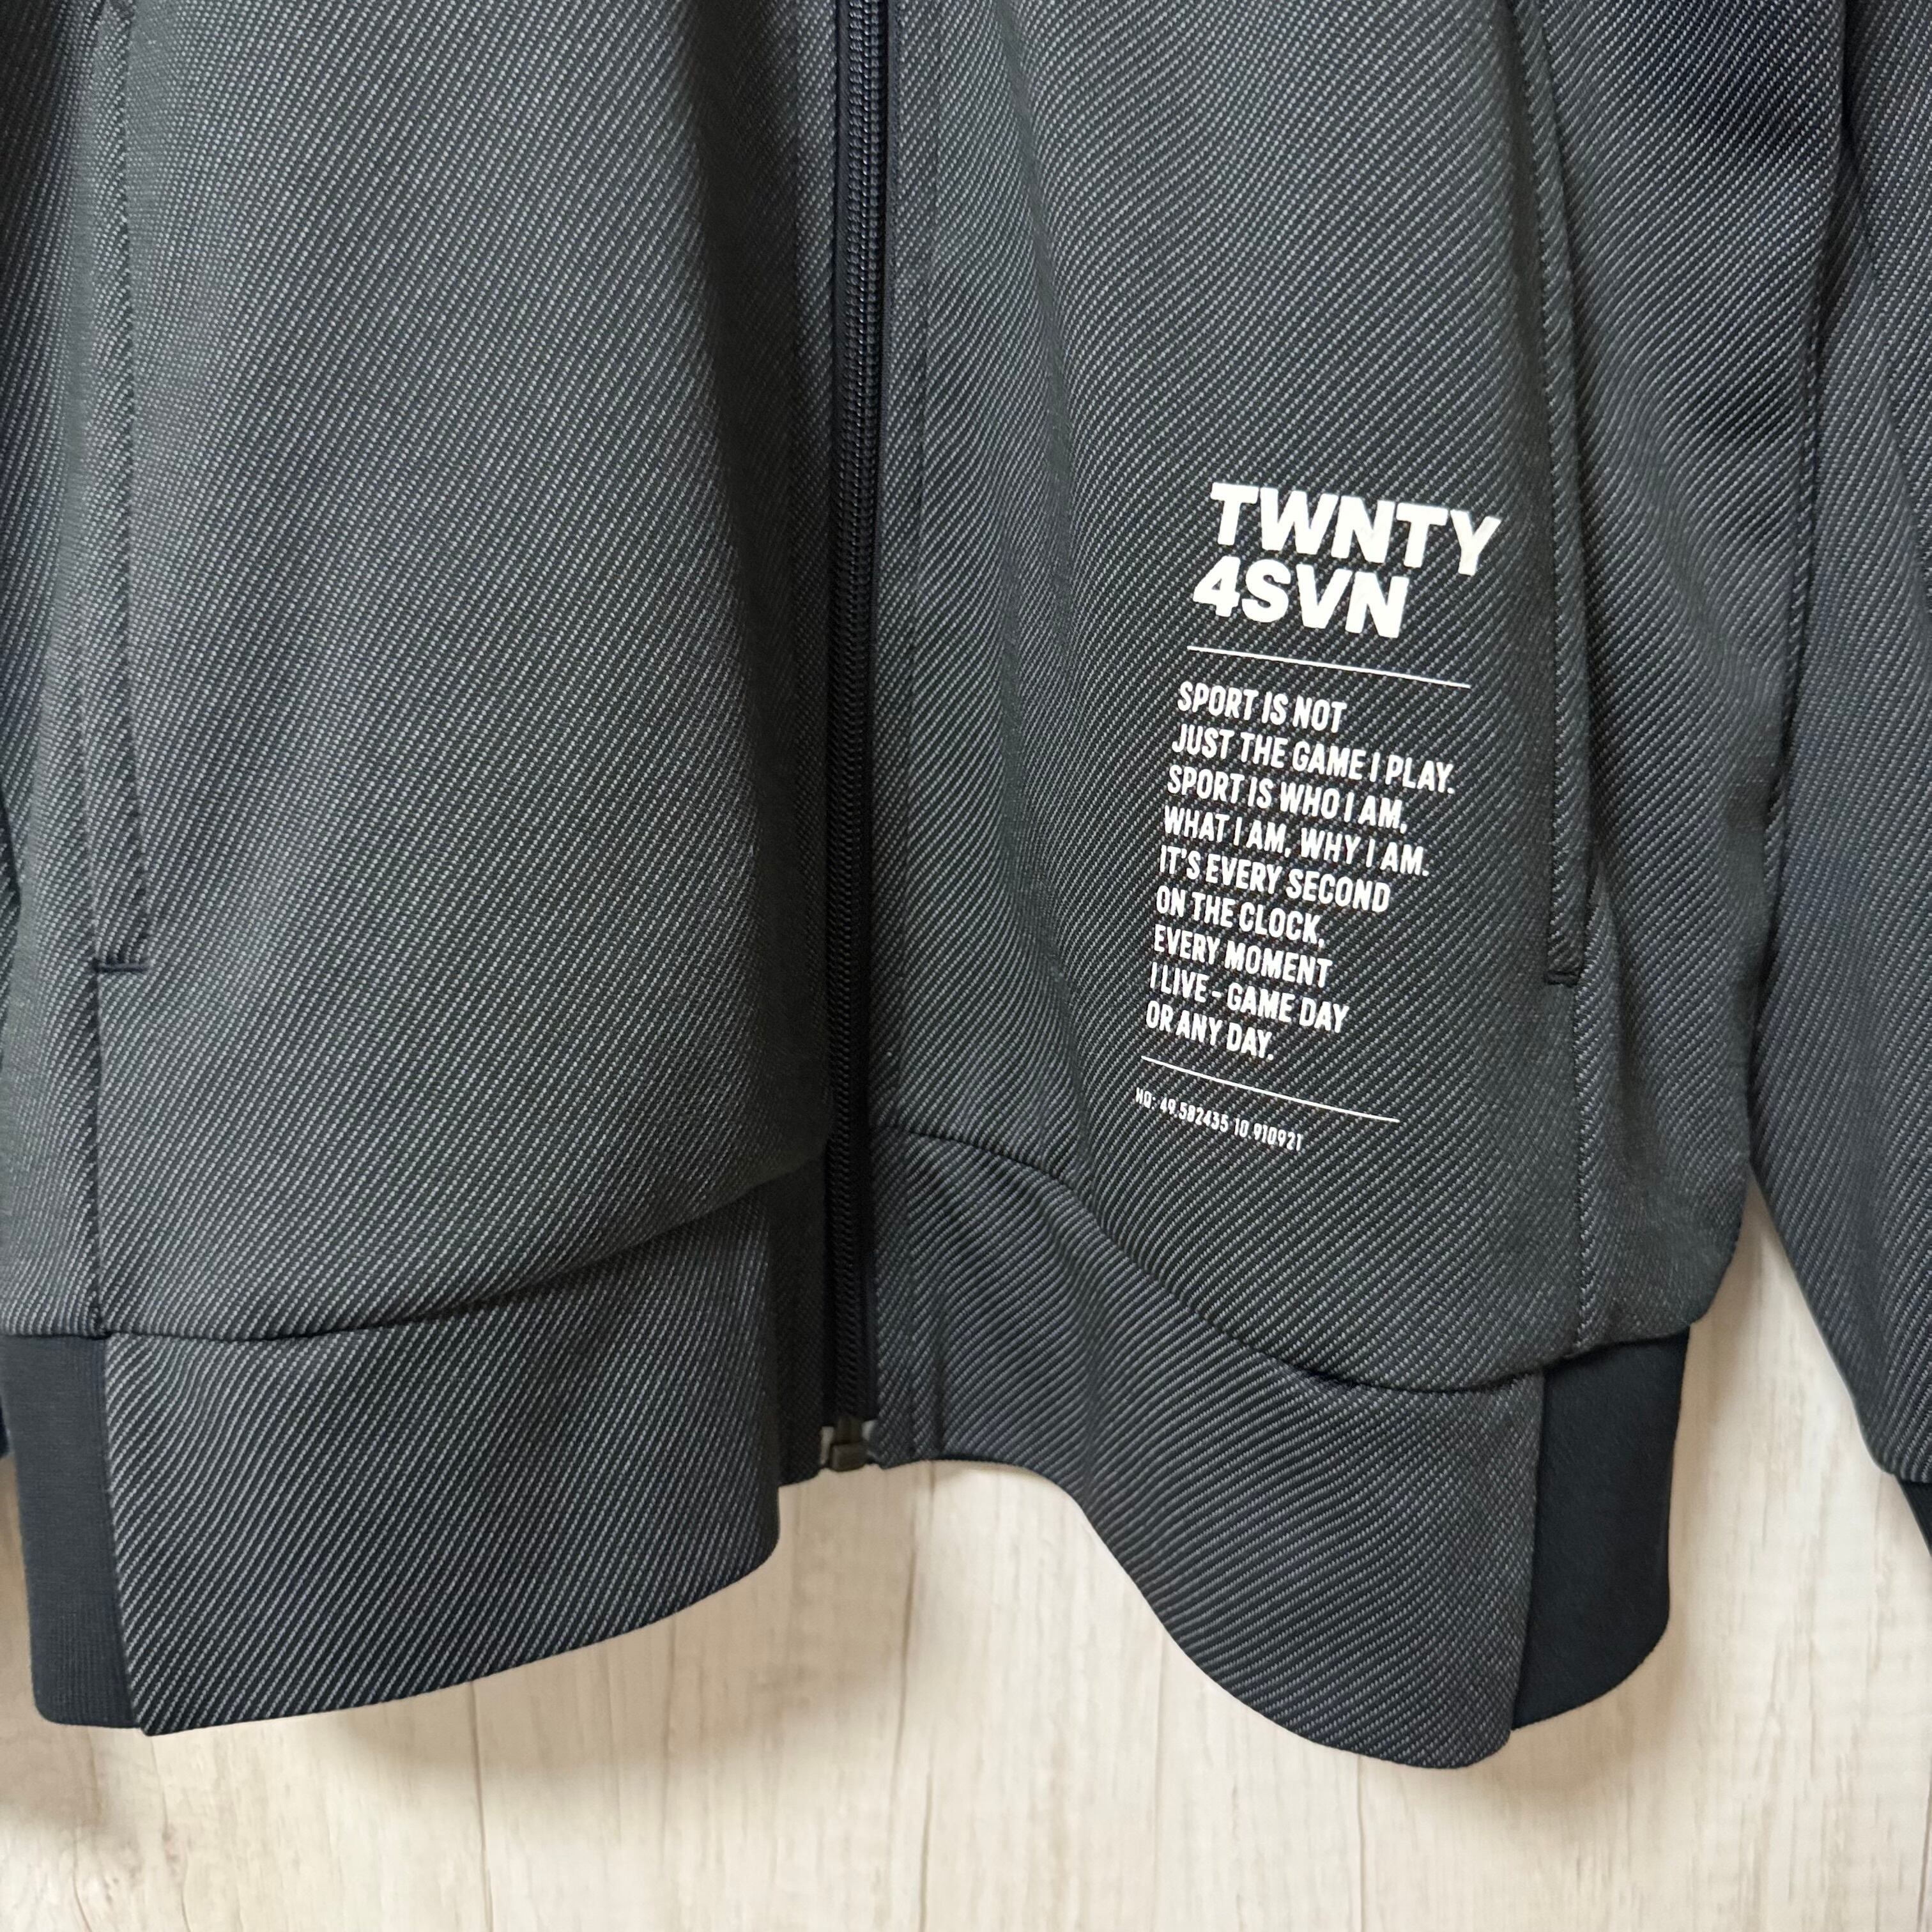 TWNTY
4SVN
SPORT IS NOT
JUST THE GAME I PLAY.
SPORT IS WHO I AM,
WHAT I AM, WHY I AM.
IT'S EVERY SECOND
ON THE CLOCK,
EVERY MOMENT
I LIVE - GAME DAY
OR ANY DAY.
HQ: 49.582435 10.910921